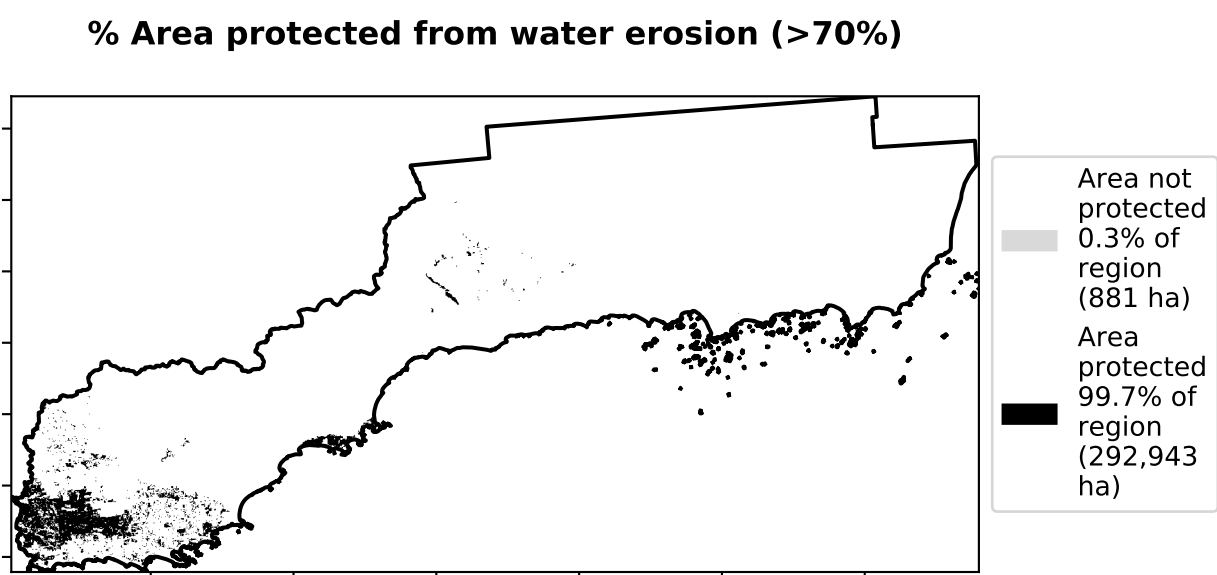 % Area protected from water erosion (>70%)
Area not
protected
0.3% of
region
(881 ha)
Area
protected
99.7% of
region
(292,943
ha)